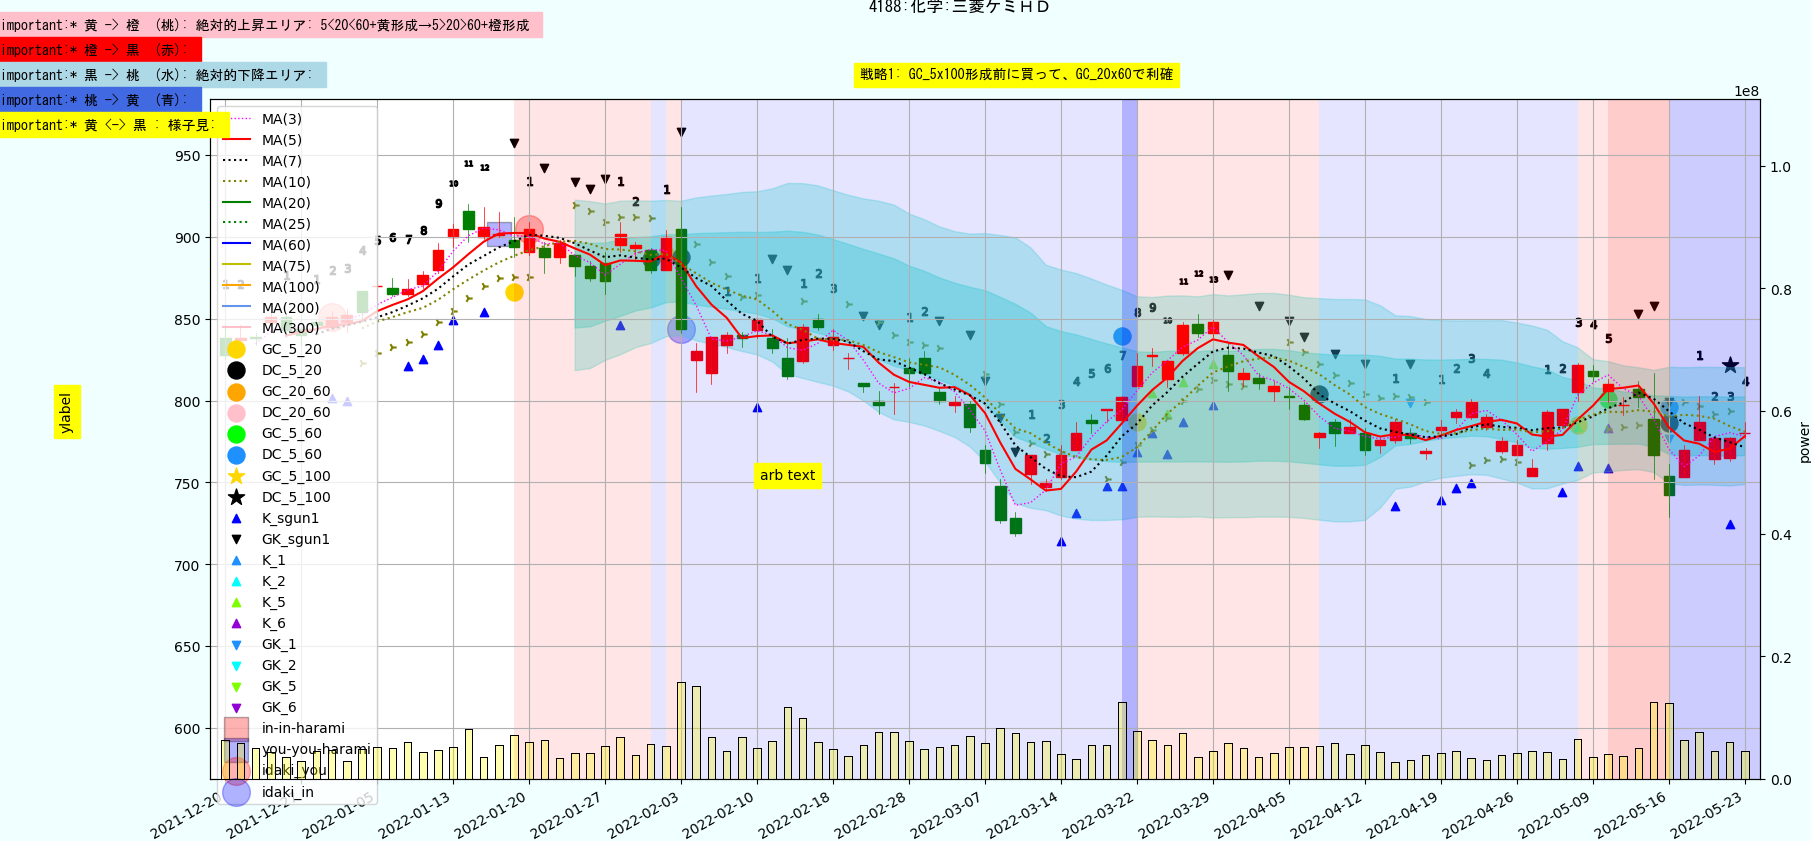 4188:化学:三菱ケミHD
important:* 黄 -> 橙 (桃): 絶対的上昇エリア: 5<20<60+黄形成→5>20>60+橙形成
important:* 橙 -> 黒 (赤):
important:* 黒 -> 桃 (水): 絶対的下降エリア:
important:* 桃 -> 黄 (青):
important:* 黄 <-> 黒 : 様子見:
戦略1: GC_5x100形成前に買って、GC_20x60で利確
1e8
MA(3)
MA(5)
MA(7)
MA(10)
MA(20)
MA(25)
MA(60)
MA(75)
MA(100)
MA(200)
MA(300)
GC_5_20
DC_5_20
GC_20_60
DC_20_60
GC_5_60
DC_5_60
GC_5_100
DC_5_100
K_sgun1
GK_sgun1
K_1
K_2
K_5
K_6
GK_1
GK_2
GK_5
GK_6
in-in-harami
you-you-harami
idaki_you
idaki_in
950
900
850
800
750
700
650
600
ylabel
arb text
1.0
0.8
0.6
0.4
0.2
0.0
power
2021-12-20
2022-01-05
2022-01-13
2022-01-20
2022-01-27
2022-02-03
2022-02-10
2022-02-18
2022-02-28
2022-03-07
2022-03-14
2022-03-22
2022-03-29
2022-04-05
2022-04-12
2022-04-19
2022-04-26
2022-05-09
2022-05-16
2022-05-23